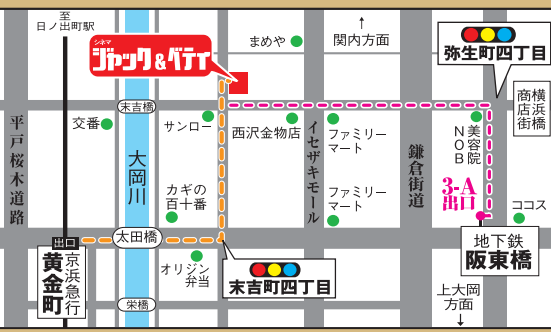 至
日ノ出町駅
シネマ
ジャック&ベティ
まめや
↑
関内方面
弥生町四丁目
横浜橋
商店街
末吉橋
交番
サンロー
西沢金物店
ファミリー
マート
美容院
NOB
平戸桜木道路
大岡川
イセザキモール
鎌倉街道
カギの
百十番
ファミリー
マート
3-A
出口
ココス
出口
太田橋
京浜急行
黄金町
オリジン
弁当
末吉町四丁目
地下鉄
阪東橋
栄橋
上大岡
方面
↓